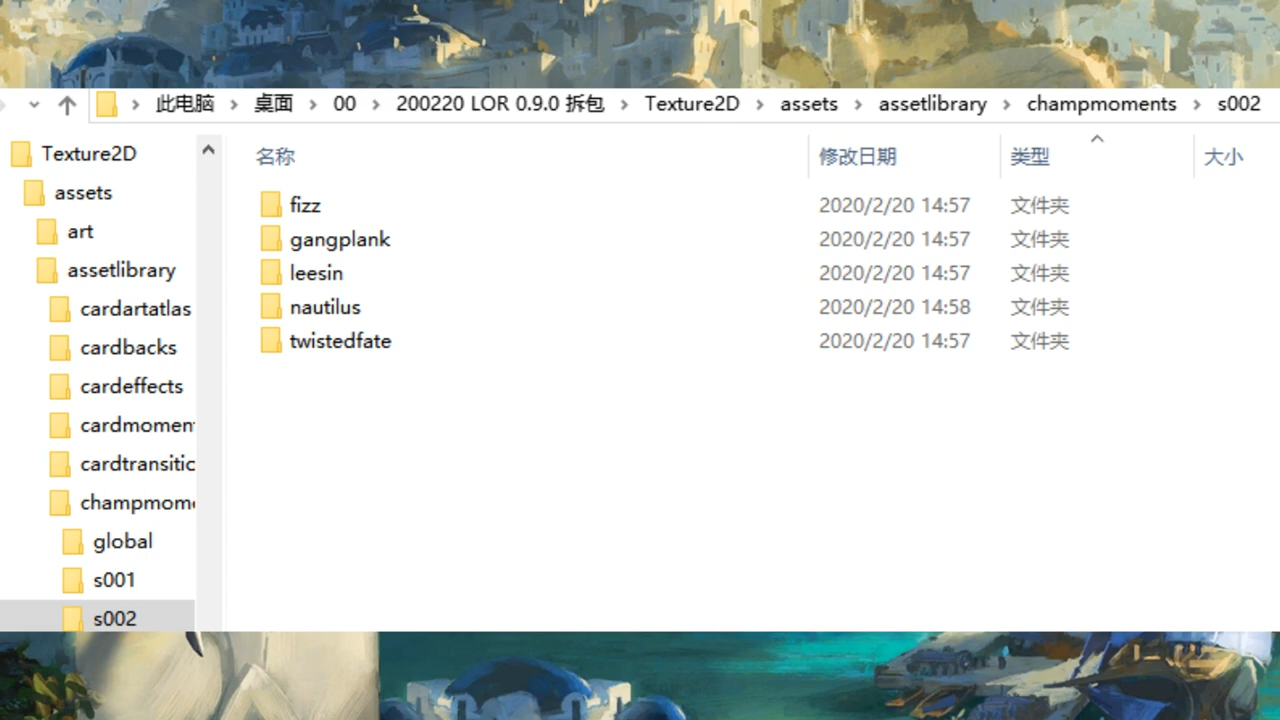 此电脑 > 桌面 > 00 > 200220 LOR 0.9.0 拆包 > Texture2D > assets > assetlibrary > champmoments > s002
名称 修改日期 类型 大小
Texture2D
assets
art
assetlibrary
cardartatlas
cardbacks
cardeffects
cardmomen
cardtransitic
champmom
global
s001
s002
fizz 2020/2/20 14:57 文件夹
gangplank 2020/2/20 14:57 文件夹
leesin 2020/2/20 14:57 文件夹
nautilus 2020/2/20 14:58 文件夹
twistedfate 2020/2/20 14:57 文件夹